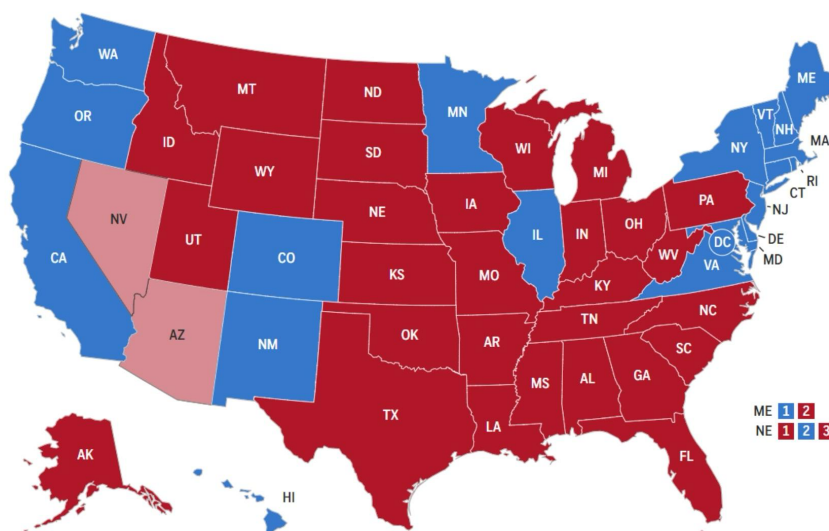 WA
ME
MT
ND
MN
VT
NH
OR
MA
ID
WI
NY
SD
MI
WY
RI
CT
PA
IA
NJ
NE
NV
OH
IN
DE
IL
DC
UT
CO
WV
MD
CA
VA
KS
MO
KY
NC
TN
OK
AZ
NM
AR
SC
MS
AL
GA
ME 1 2
TX
LA
NE 1 2 3
AK
FL
HI